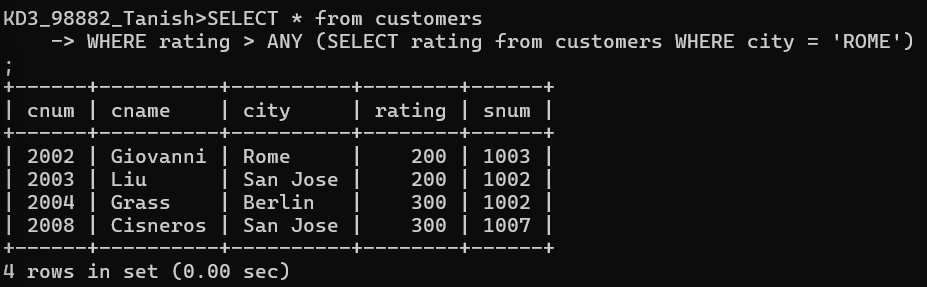 KD3_98882_Tanish>SELECT * from customers
    -> WHERE rating > ANY (SELECT rating from customers WHERE city = 'ROME')
;
+------+----------+----------+--------+------+
| cnum | cname    | city     | rating | snum |
+------+----------+----------+--------+------+
| 2002 | Giovanni | Rome     |    200 | 1003 |
| 2003 | Liu      | San Jose |    200 | 1002 |
| 2004 | Grass    | Berlin   |    300 | 1002 |
| 2008 | Cisneros | San Jose |    300 | 1007 |
+------+----------+----------+--------+------+
4 rows in set (0.00 sec)